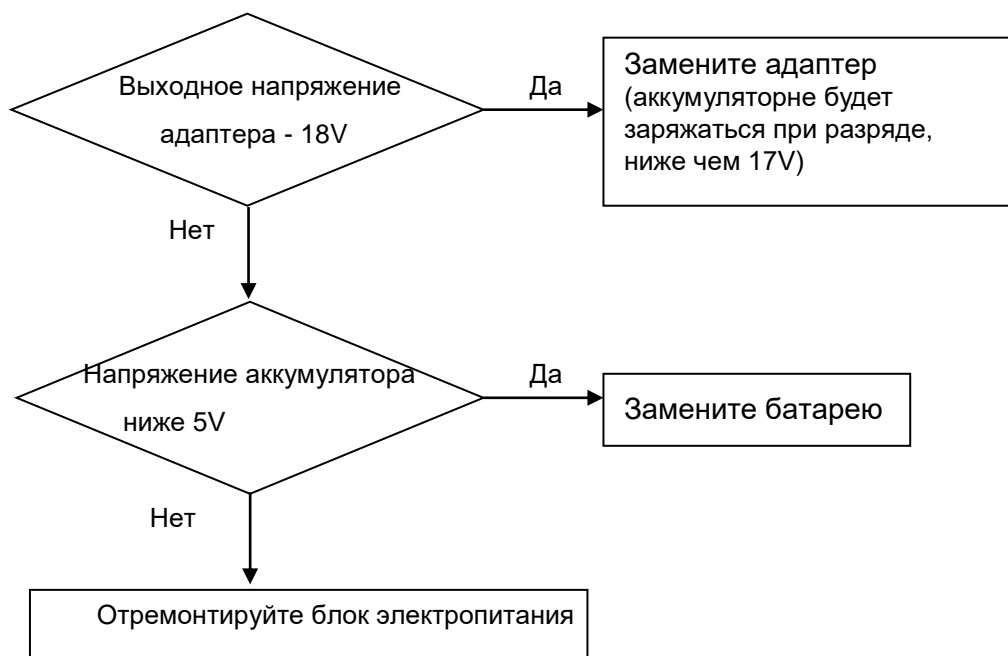 Выходное напряжение
адаптера - 18V
Да
Замените адаптер
(аккумуляторне будет
заряжаться при разряде,
ниже чем 17V)
Нет
Напряжение аккумулятора
ниже 5V
Да
Замените батарею
Нет
Отремонтируйте блок электропитания